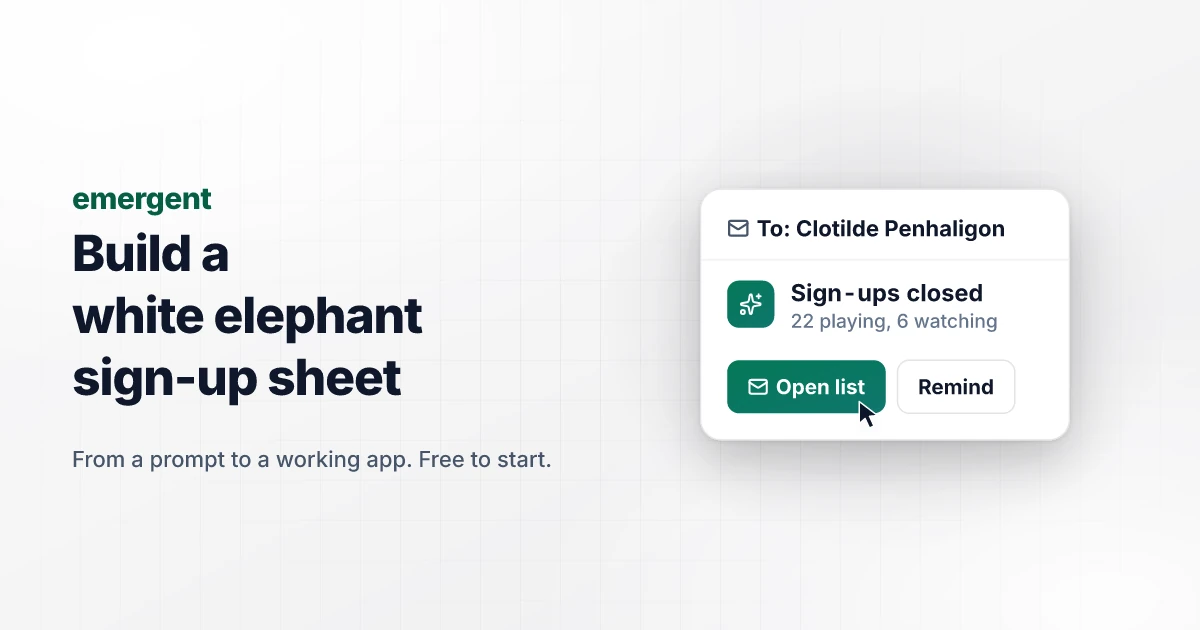 emergent
Build a
white elephant
sign-up sheet
From a prompt to a working app. Free to start.
To: Clotilde Penhaligon
Sign-ups closed
22 playing, 6 watching
Open list
Remind